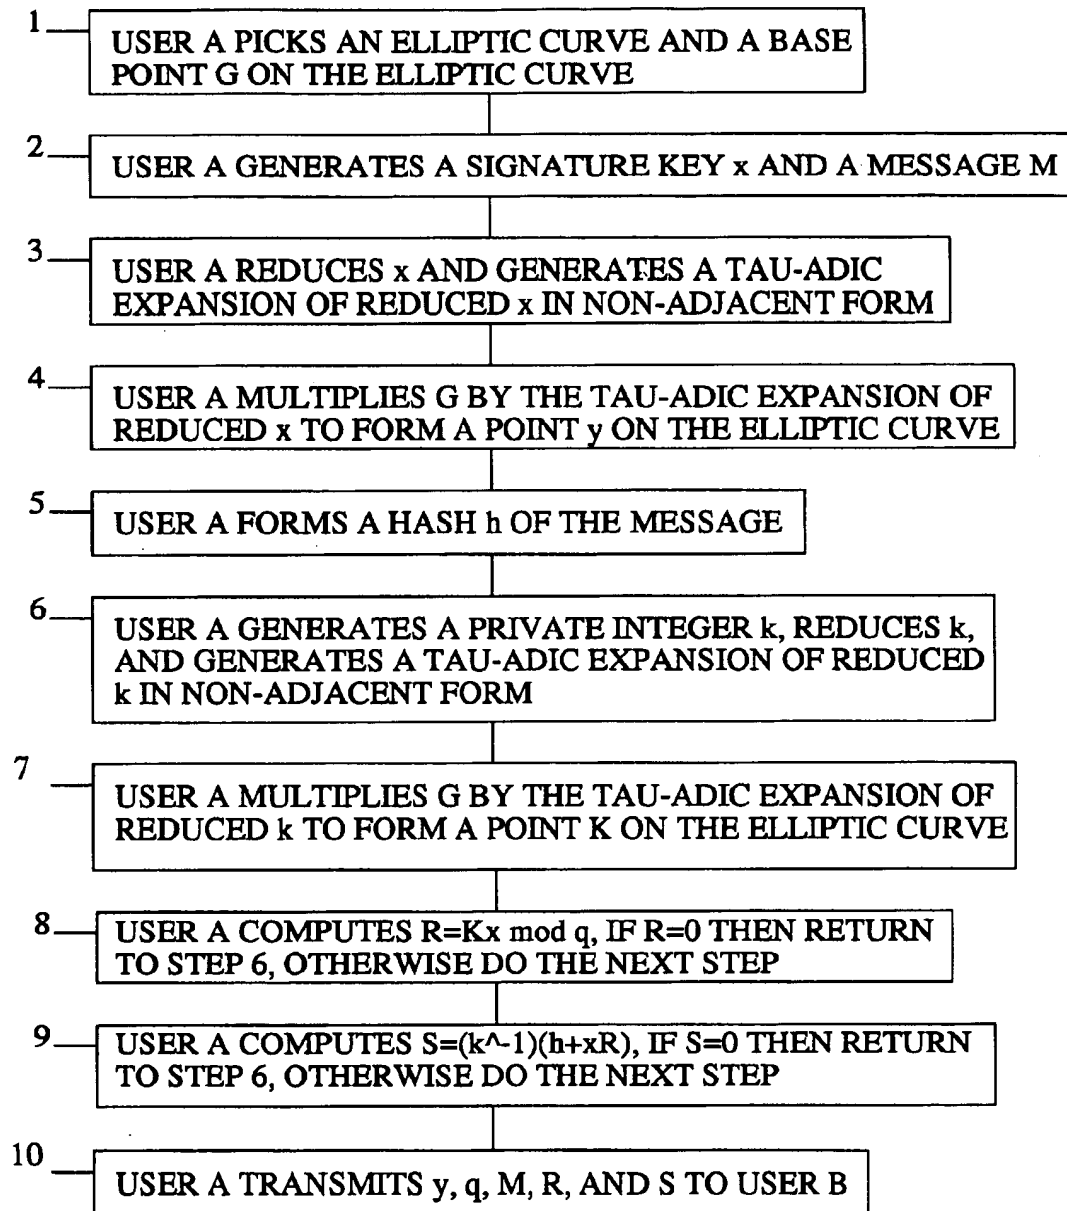 1
USER A PICKS AN ELLIPTIC CURVE AND A BASE
POINT G ON THE ELLIPTIC CURVE
2
USER A GENERATES A SIGNATURE KEY x AND A MESSAGE M
3
USER A REDUCES x AND GENERATES A TAU-ADIC
EXPANSION OF REDUCED x IN NON-ADJACENT FORM
4
USER A MULTIPLIES G BY THE TAU-ADIC EXPANSION OF
REDUCED x TO FORM A POINT y ON THE ELLIPTIC CURVE
5
USER A FORMS A HASH h OF THE MESSAGE
6
USER A GENERATES A PRIVATE INTEGER k, REDUCES k,
AND GENERATES A TAU-ADIC EXPANSION OF REDUCED
k IN NON-ADJACENT FORM
7
USER A MULTIPLIES G BY THE TAU-ADIC EXPANSION OF
REDUCED k TO FORM A POINT K ON THE ELLIPTIC CURVE
8
USER A COMPUTES R=Kx mod q, IF R=0 THEN RETURN
TO STEP 6, OTHERWISE DO THE NEXT STEP
9
USER A COMPUTES S=(k^-1)(h+xR), IF S=0 THEN RETURN
TO STEP 6, OTHERWISE DO THE NEXT STEP
10
USER A TRANSMITS y, q, M, R, AND S TO USER B